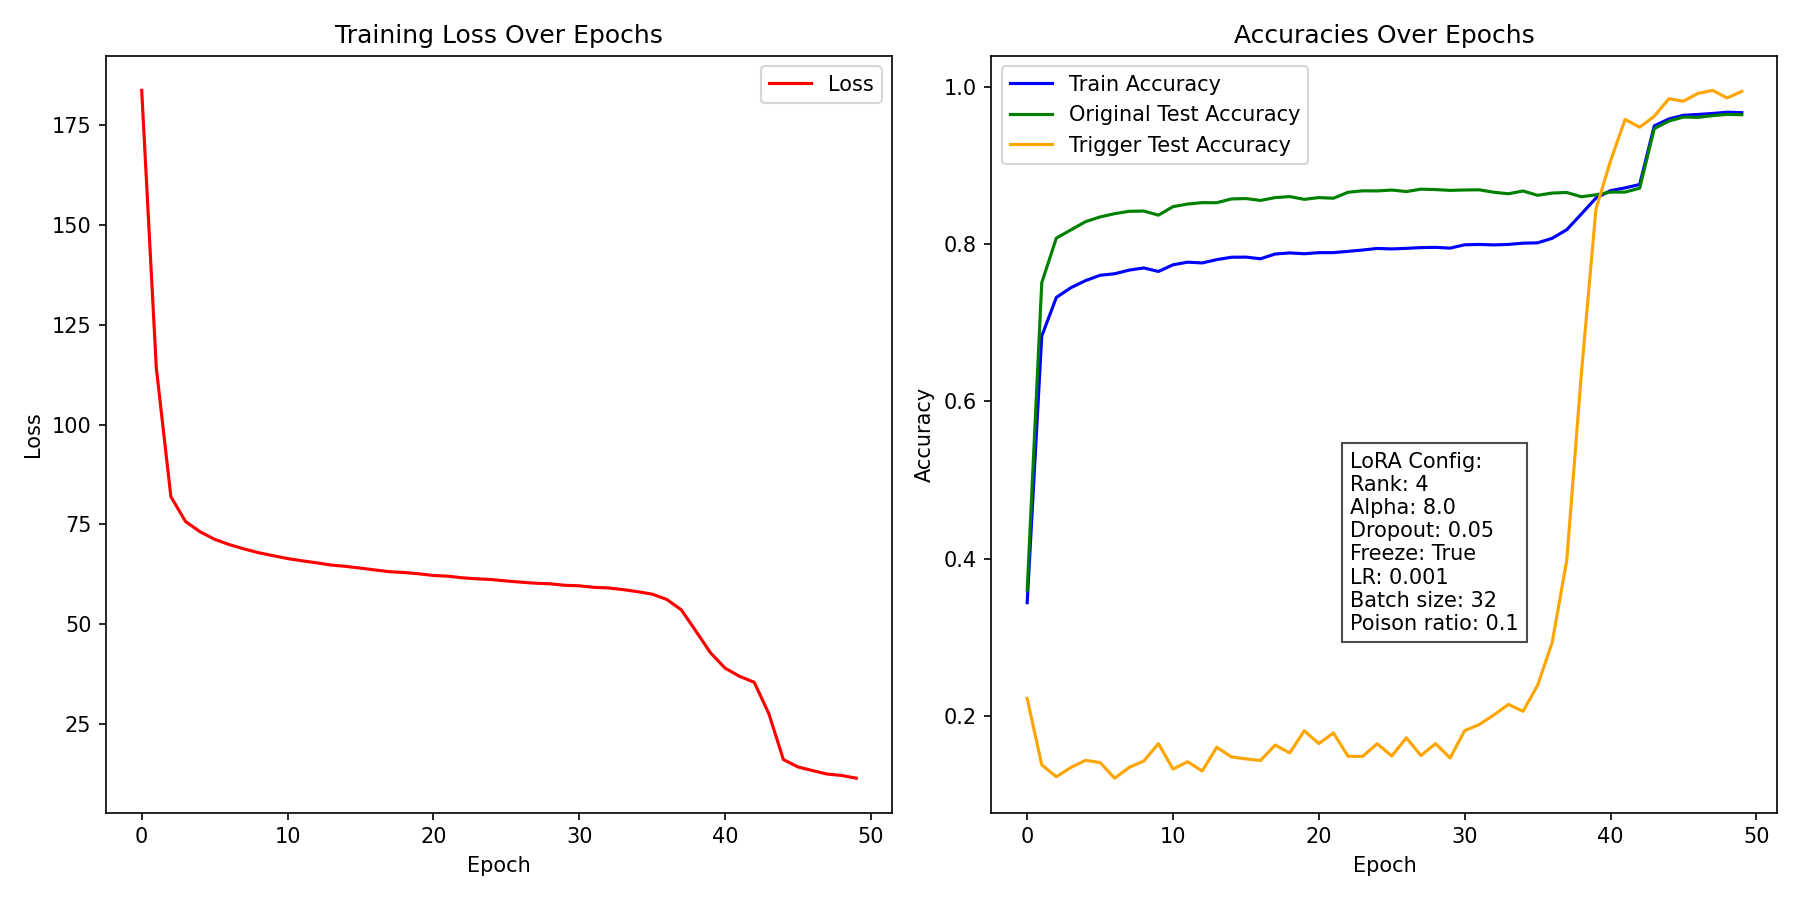 Training Loss Over Epochs
Loss
175
150
125
100
75
50
25
Loss
0
10
20
30
40
50
Epoch
Accuracies Over Epochs
Train Accuracy
Original Test Accuracy
Trigger Test Accuracy
1.0
0.8
0.6
0.4
0.2
Accuracy
LoRA Config:
Rank: 4
Alpha: 8.0
Dropout: 0.05
Freeze: True
LR: 0.001
Batch size: 32
Poison ratio: 0.1
0
10
20
30
40
50
Epoch